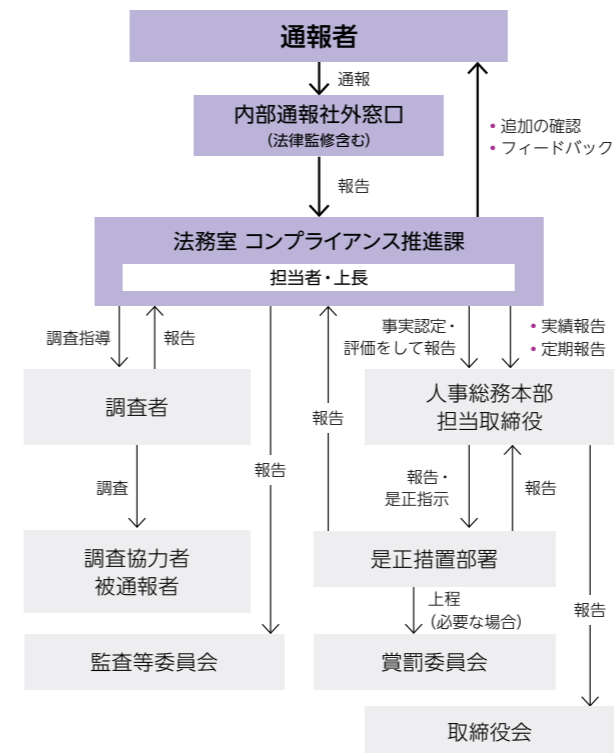 通報者
通報
内部通報社外窓口
(法律監修含む)
• 追加の確認
• フィードバック
報告
法務室 コンプライアンス推進課
担当者・上長
調査指導
報告
事実認定・
評価をして報告
• 実績報告
• 定期報告
調査者
報告
人事総務本部
担当取締役
調査
報告
報告・
是正指示
報告
調査協力者
被通報者
是正措置部署
上程
(必要な場合)
報告
監査等委員会
賞罰委員会
取締役会